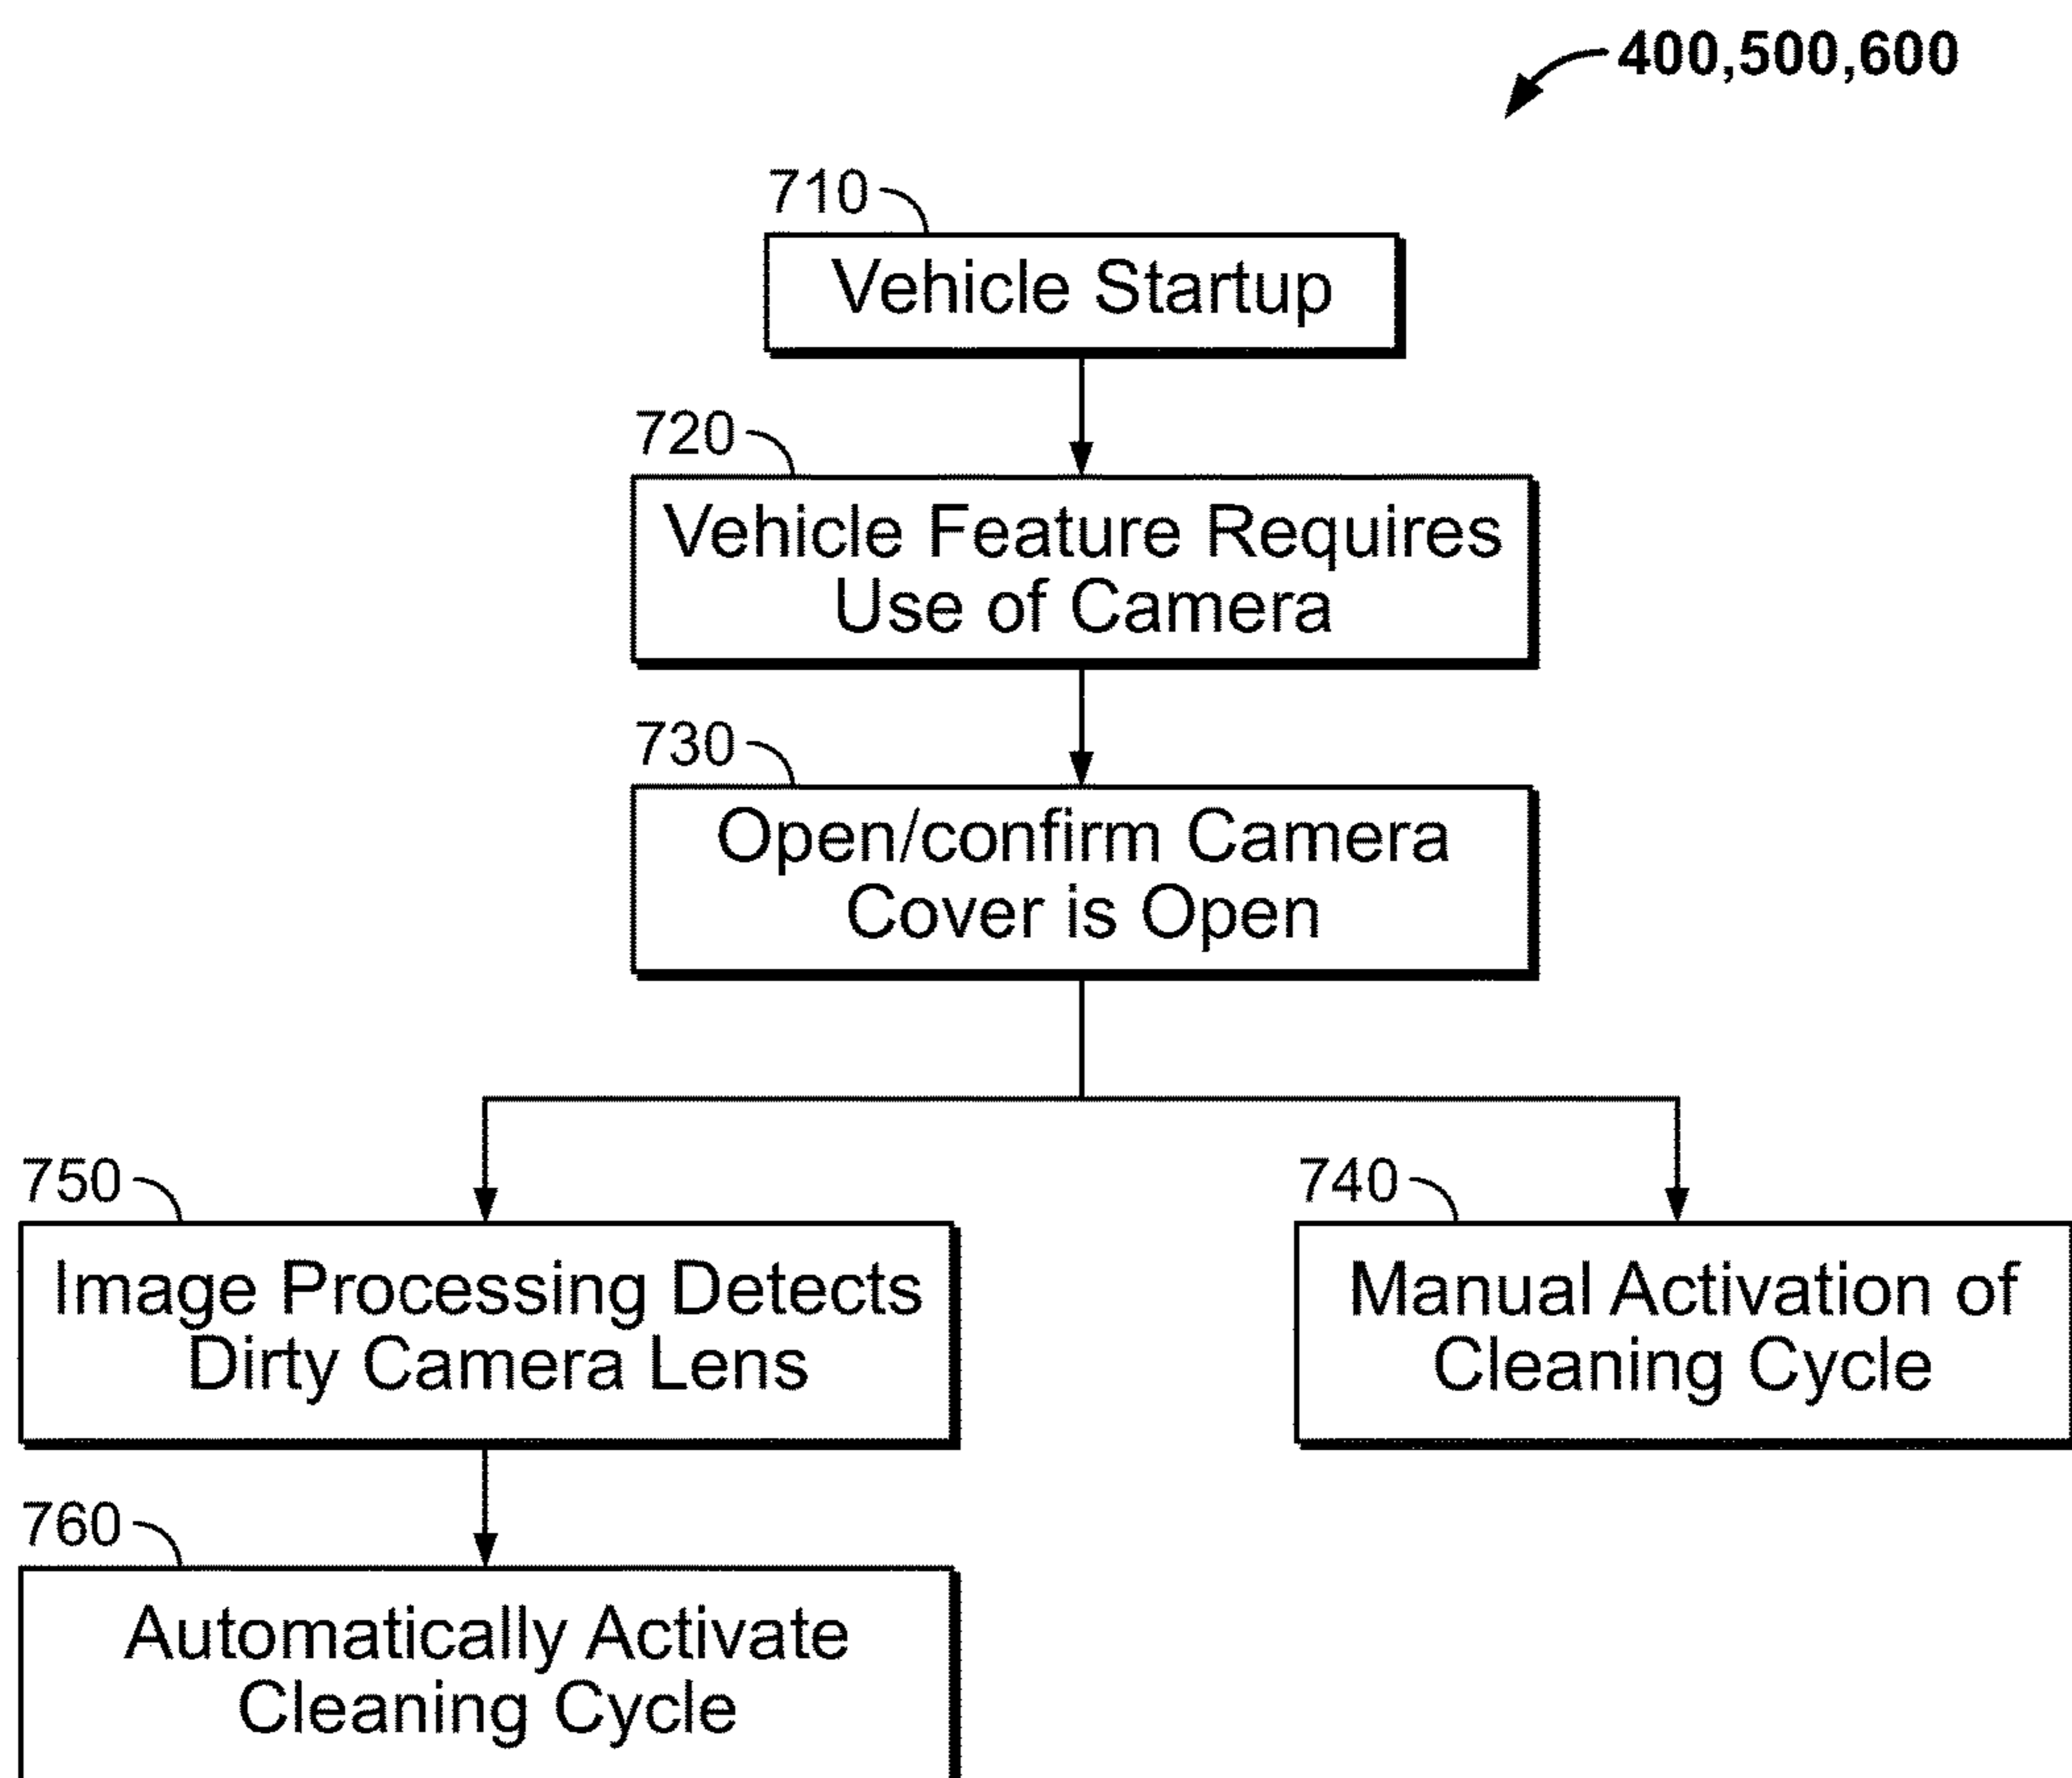 400,500,600
710
Vehicle Startup
720
Vehicle Feature Requires
Use of Camera
730
Open/confirm Camera
Cover is Open
750
Image Processing Detects
Dirty Camera Lens
740
Manual Activation of
Cleaning Cycle
760
Automatically Activate
Cleaning Cycle